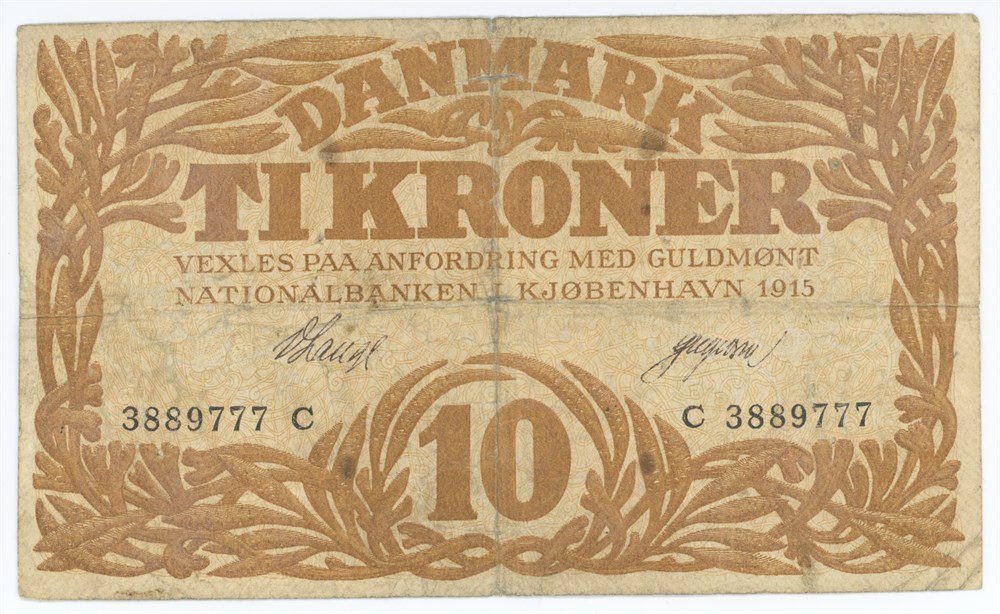 DANMARK
TI KRONER
VEXLES PAA ANFORDRING MED GULDMØNT
NATIONALBANKEN I KJØBENHAVN 1915
3889777 C C 3889777
10